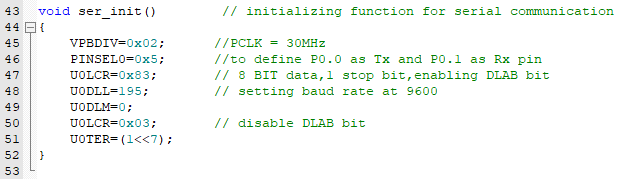 43 void ser_init() // initializing function for serial communication
44 {
45 VPBDIV=0x02; //PCLK = 30MHz
46 PINSEL0=0x5; //to define P0.0 as Tx and P0.1 as Rx pin
47 U0LCR=0x83; // 8 BIT data,1 stop bit,enabling DLAB bit
48 U0DLL=195; // setting baud rate at 9600
49 U0DLM=0;
50 U0LCR=0x03; // disable DLAB bit
51 U0TER=(1<<7);
52 }
53